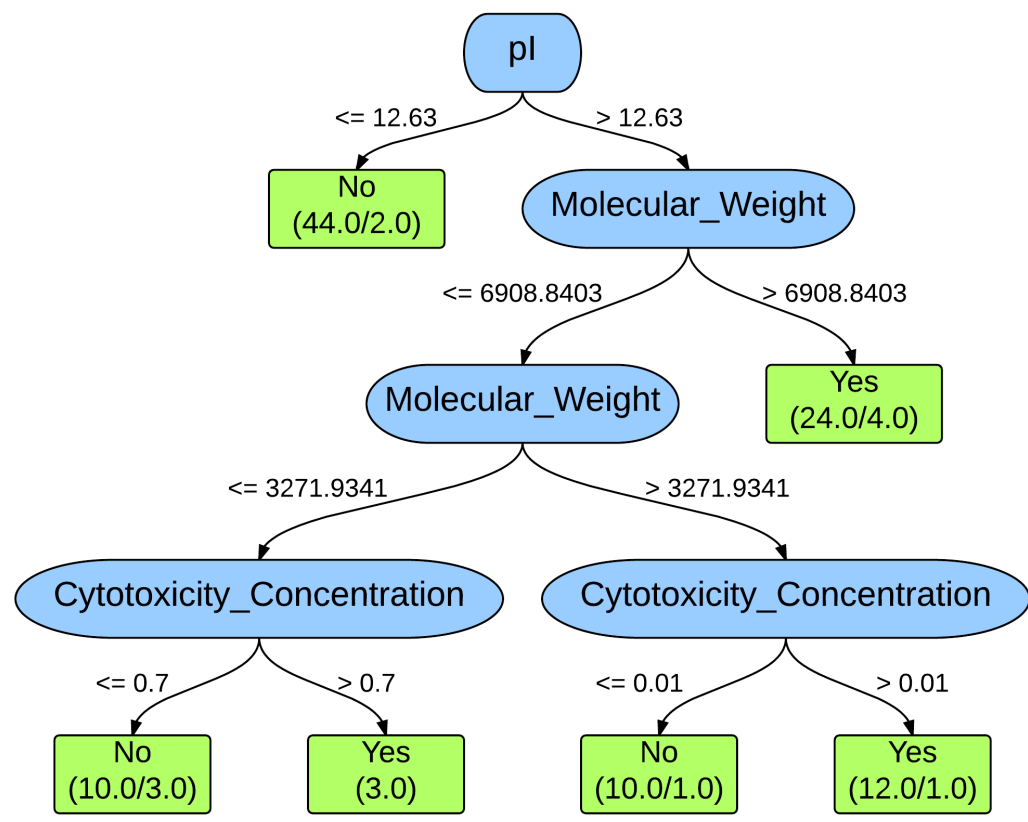 pI
<= 12.63
> 12.63
No
(44.0/2.0)
Molecular_Weight
<= 6908.8403
> 6908.8403
Molecular_Weight
Yes
(24.0/4.0)
<= 3271.9341
> 3271.9341
Cytotoxicity_Concentration
Cytotoxicity_Concentration
<= 0.7
> 0.7
<= 0.01
> 0.01
No
(10.0/3.0)
Yes
(3.0)
No
(10.0/1.0)
Yes
(12.0/1.0)